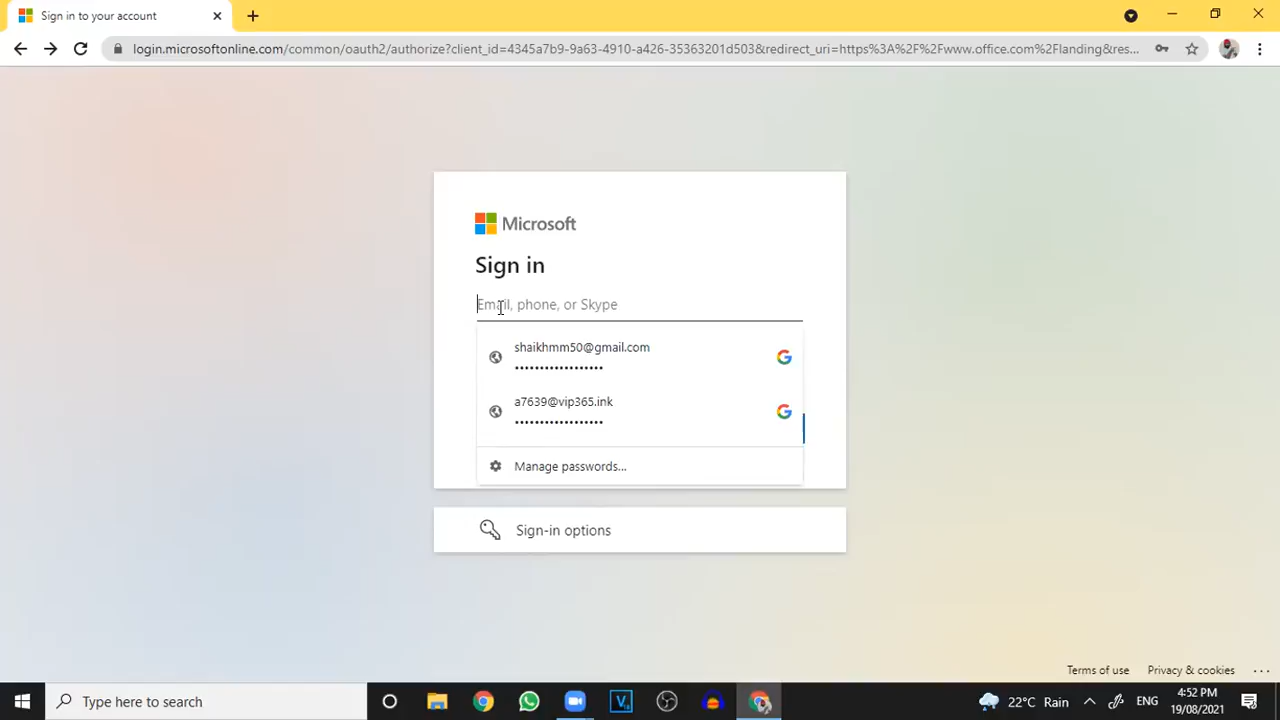 Sign in to your account
login.microsoftonline.com/common/oauth2/authorize?client_id=4345a7b9-9a63-4910-a426-35363201d503&redirect_uri=https%3A%2F%2Fwww.office.com%2Flanding&res...
Microsoft
Sign in
Email, phone, or Skype
shaikhmm50@gmail.com
••••••••••••••••••
a7639@vip365.ink
••••••••••••••••••
Manage passwords...
Sign-in options
Terms of use Privacy & cookies ...
Type here to search
22°C Rain
ENG
4:52 PM
19/08/2021